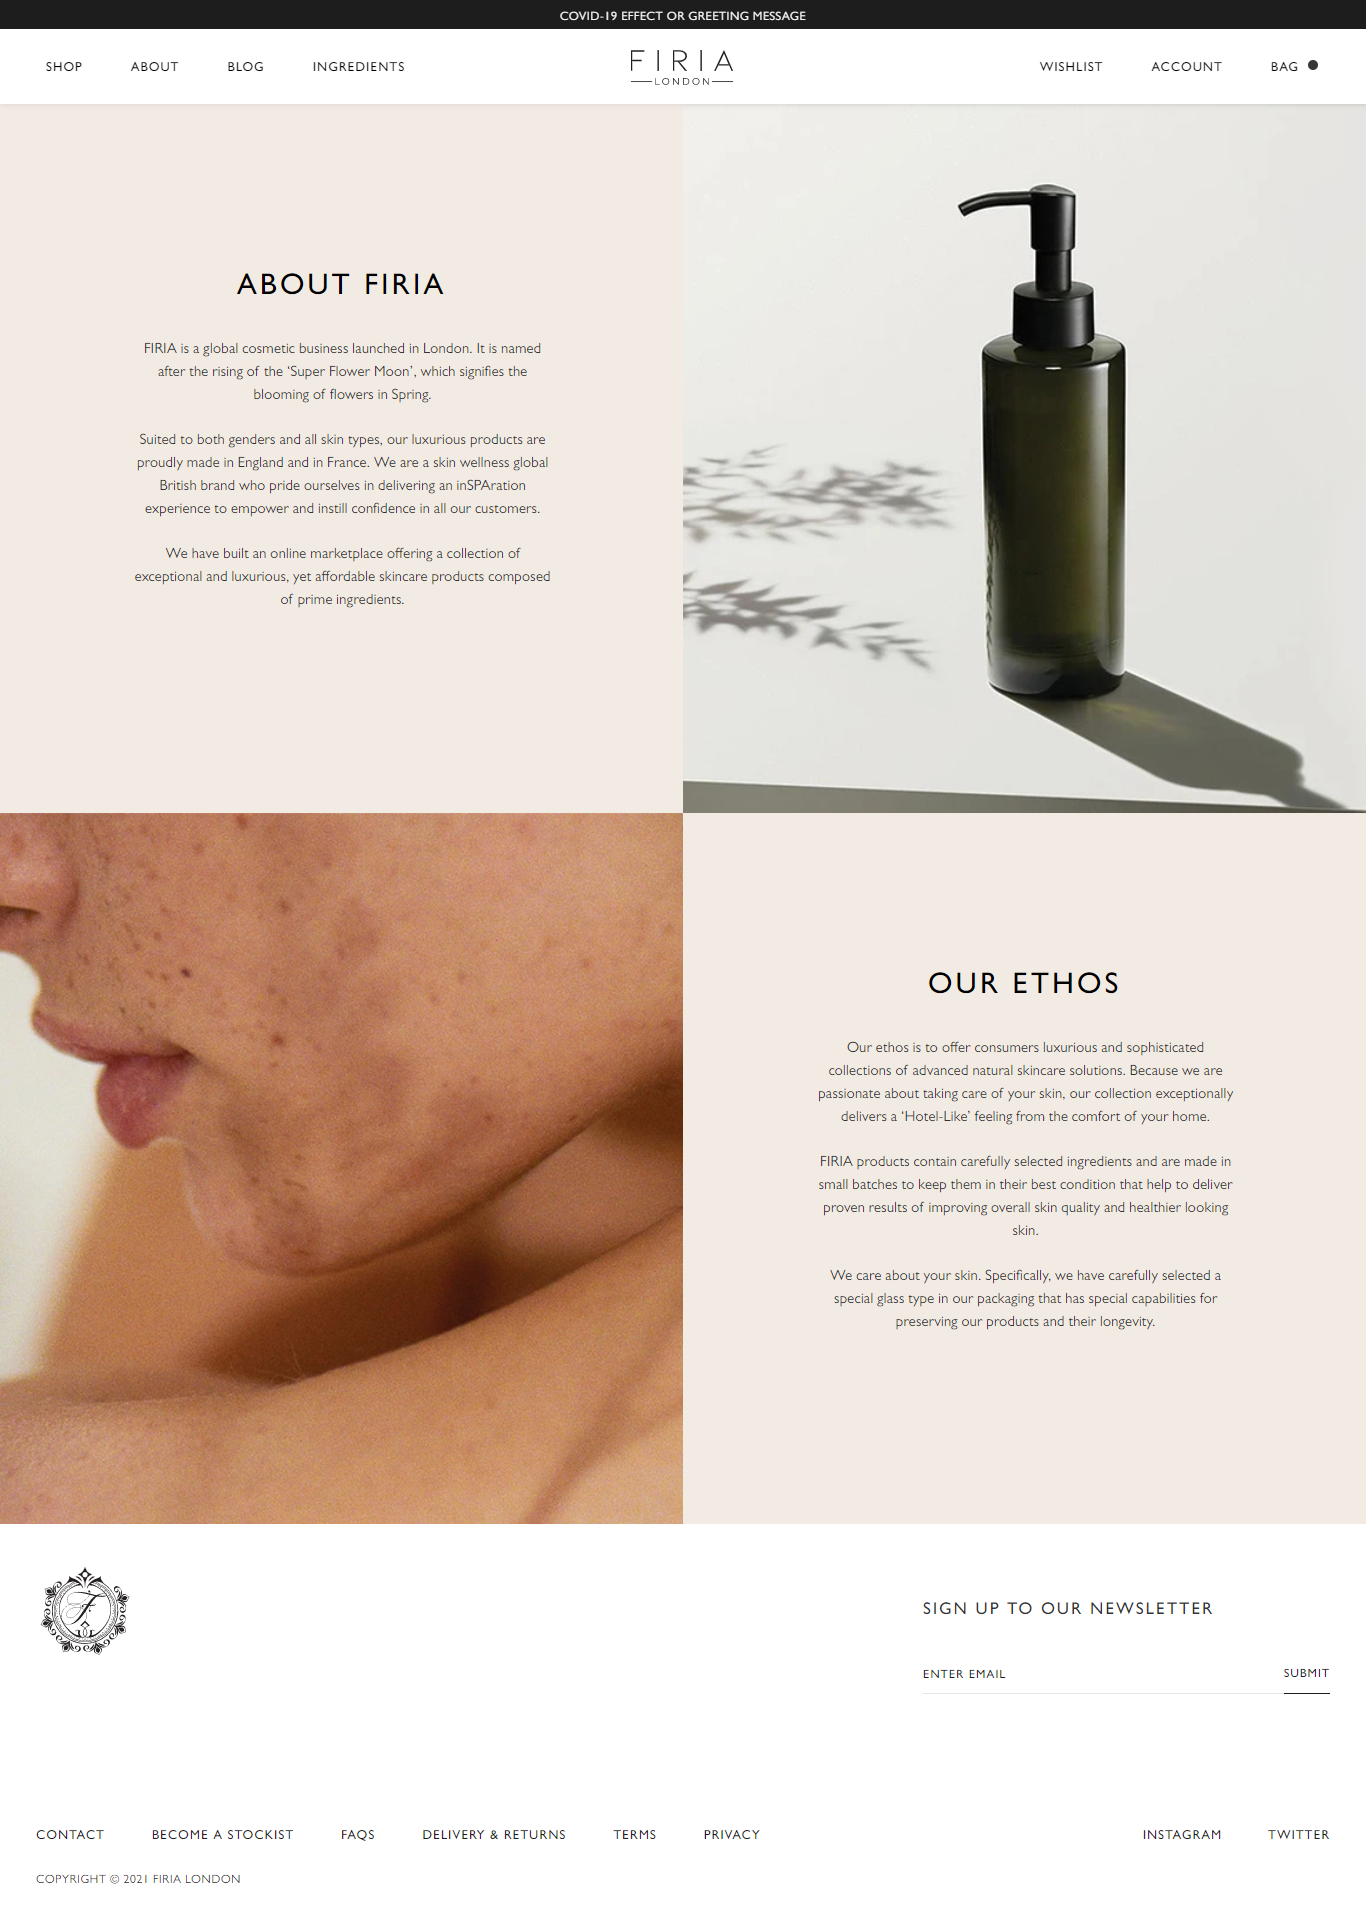 COVID-19 EFFECT OR GREETING MESSAGE
SHOP ABOUT BLOG INGREDIENTS
FIRIA
LONDON
WISHLIST ACCOUNT BAG
ABOUT FIRIA
FIRIA is a global cosmetic business launched in London. It is named
after the rising of the ‘Super Flower Moon’, which signifies the
blooming of flowers in Spring.
Suited to both genders and all skin types, our luxurious products are
proudly made in England and in France. We are a skin wellness global
British brand who pride ourselves in delivering an inSPAration
experience to empower and instill confidence in all our customers.
We have built an online marketplace offering a collection of
exceptional and luxurious, yet affordable skincare products composed
of prime ingredients.
OUR ETHOS
Our ethos is to offer consumers luxurious and sophisticated
collections of advanced natural skincare solutions. Because we are
passionate about taking care of your skin, our collection exceptionally
delivers a ‘Hotel-Like’ feeling from the comfort of your home.
FIRIA products contain carefully selected ingredients and are made in
small batches to keep them in their best condition that help to deliver
proven results of improving overall skin quality and healthier looking
skin.
We care about your skin. Specifically, we have carefully selected a
special glass type in our packaging that has special capabilities for
preserving our products and their longevity.
F
SIGN UP TO OUR NEWSLETTER
ENTER EMAIL SUBMIT
CONTACT BECOME A STOCKIST FAQS DELIVERY & RETURNS TERMS PRIVACY INSTAGRAM TWITTER
COPYRIGHT © 2021 FIRIA LONDON